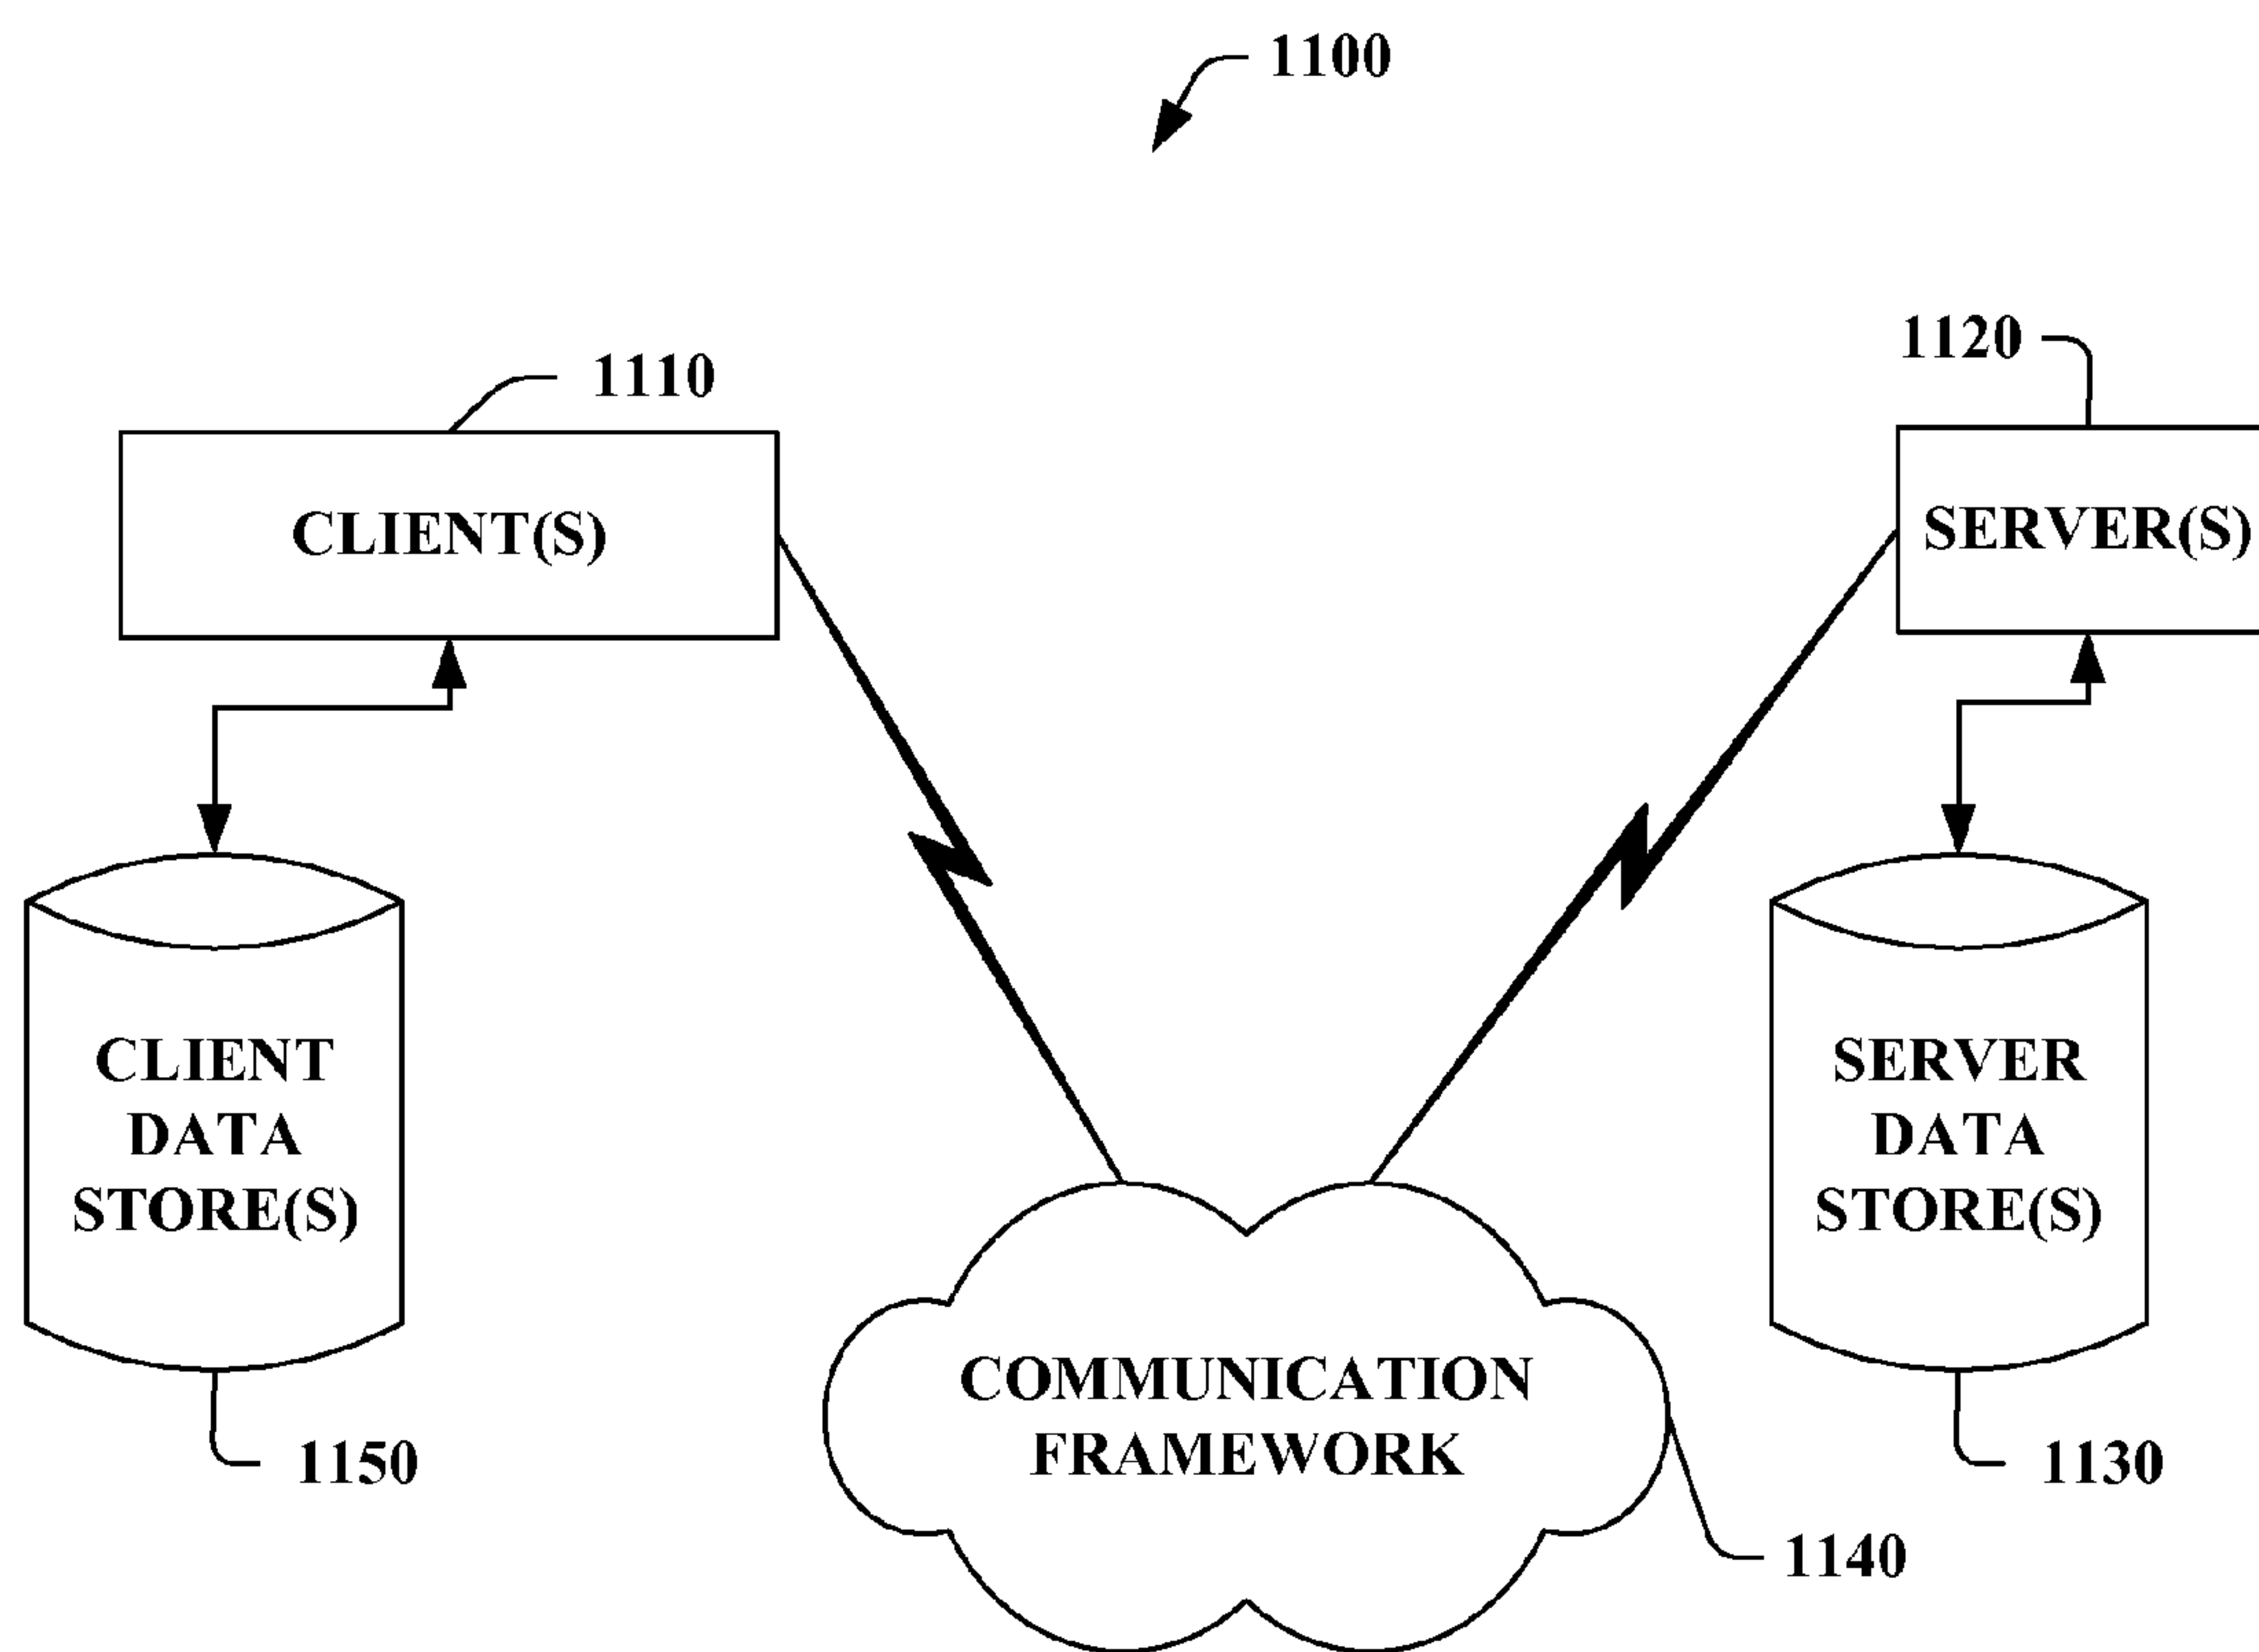 1100
1110
1120
CLIENT(S)
SERVER(S)
CLIENT
DATA
STORE(S)
SERVER
DATA
STORE(S)
COMMUNICATION
FRAMEWORK
1150
1130
1140